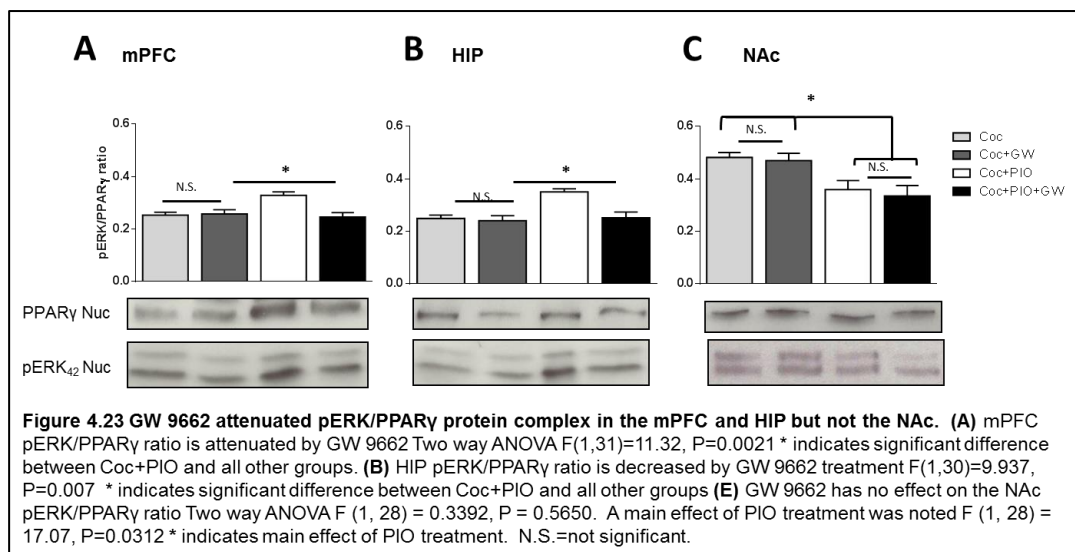 A mPFC
B HIP
C NAc
*
0.6
0.4
0.2
0.0
pERK/PPARγ ratio
N.S.
*
0.6
0.4
0.2
0.0
N.S.
*
0.6
0.4
0.2
0.0
N.S.
N.S.
Coc
Coc+GW
Coc+PIO
Coc+PIO+GW
*
PPARγ Nuc
pERK42 Nuc
Figure 4.23 GW 9662 attenuated pERK/PPARγ protein complex in the mPFC and HIP but not the NAc. (A) mPFC
pERK/PPARγ ratio is attenuated by GW 9662 Two way ANOVA F(1,31)=11.32, P=0.0021 * indicates significant difference
between Coc+PIO and all other groups. (B) HIP pERK/PPARγ ratio is decreased by GW 9662 treatment F(1,30)=9.937,
P=0.007 * indicates significant difference between Coc+PIO and all other groups (E) GW 9662 has no effect on the NAc
pERK/PPARγ ratio Two way ANOVA F (1, 28) = 0.3392, P = 0.5650. A main effect of PIO treatment was noted F (1, 28) =
17.07, P=0.0312 * indicates main effect of PIO treatment. N.S.=not significant.